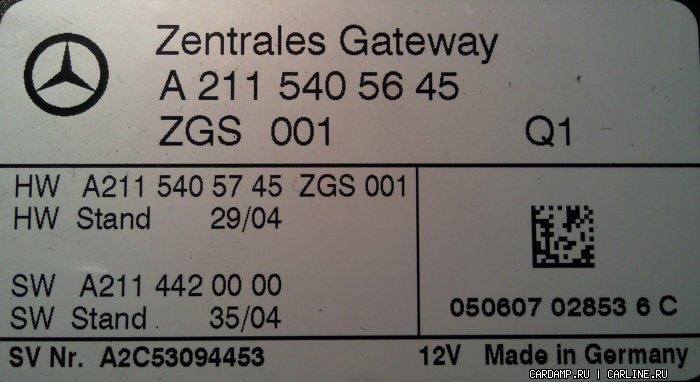 Zentrales Gateway
A 211 540 56 45
ZGS 001 Q1
HW A211 540 57 45 ZGS 001
HW Stand 29/04
SW A211 442 00 00
SW Stand . 35/04
050607 02853 6 C
SV Nr. A2C53094453 12V Made in Germany
CARDAMP.RU | CARLINE.RU